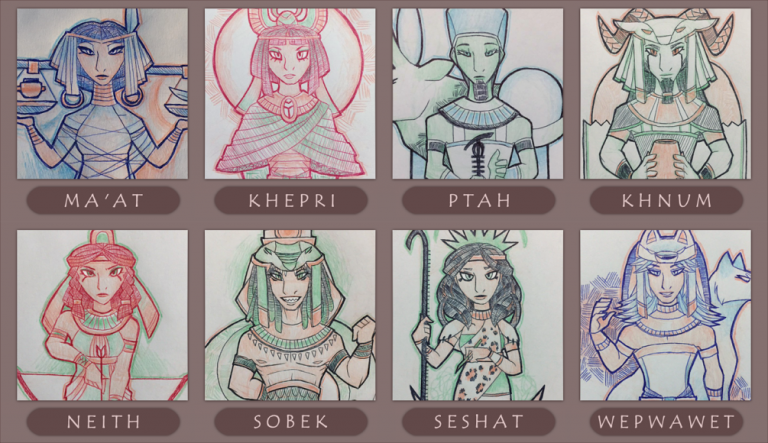 MA'AT
KHEPRI
PTAH
KHNUM
NEITH
SOBEK
SESHAT
WEPWAWET